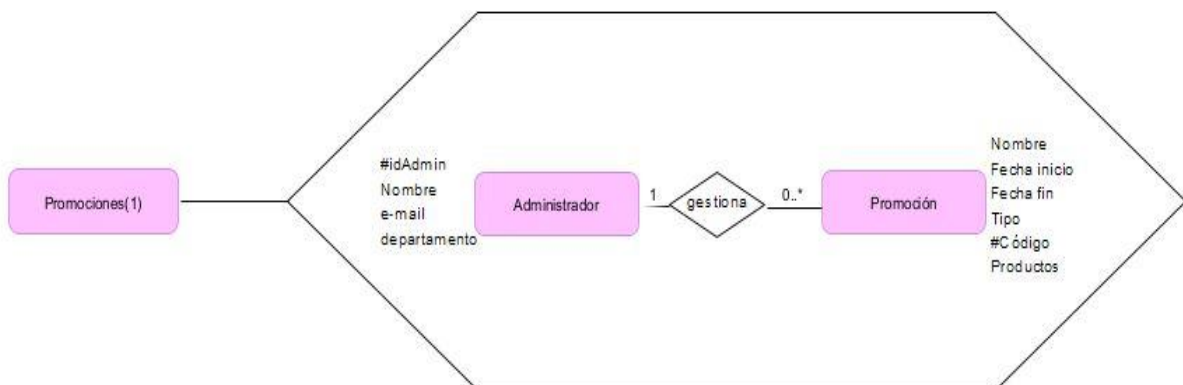 Promociones(1)
#idAdmin
Nombre
e-mail
departamento
Administrador
1
gestiona
0..*
Promoción
Nombre
Fecha inicio
Fecha fin
Tipo
#Código
Productos